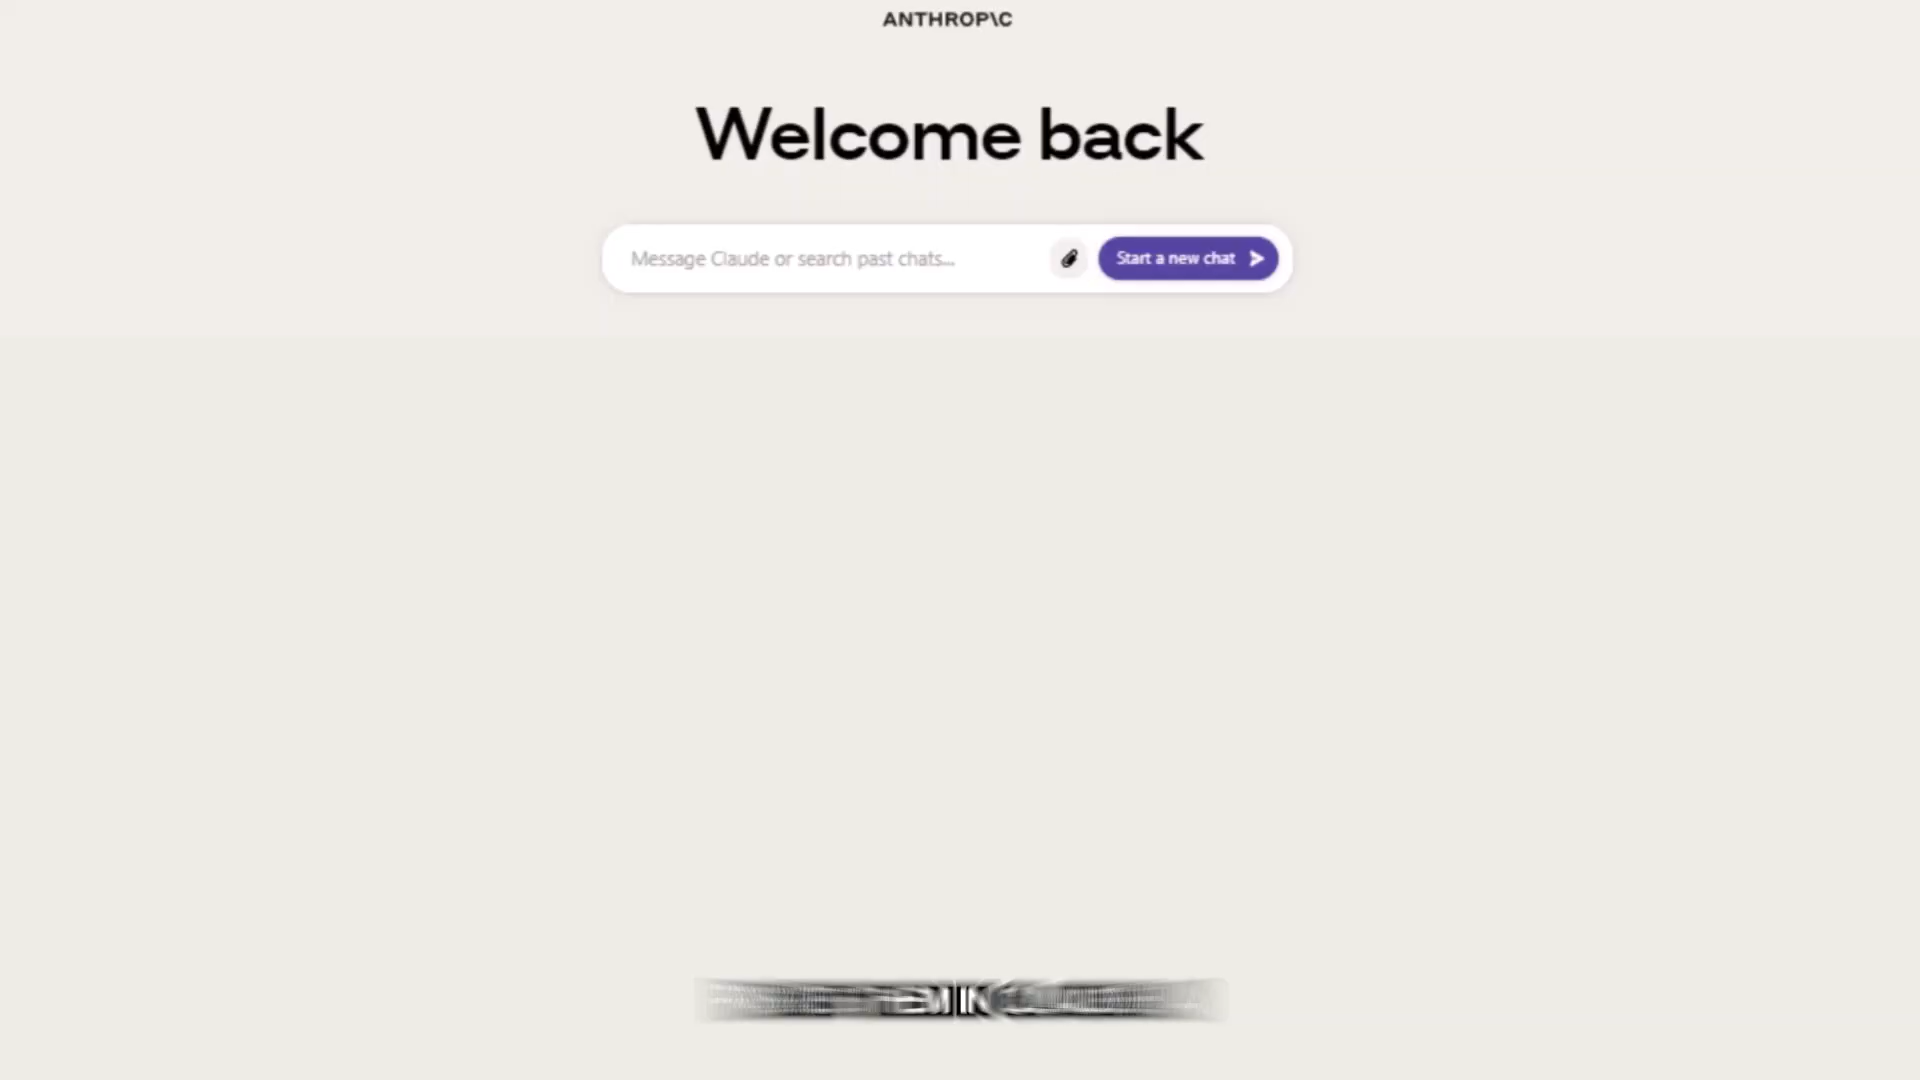 ANTHROP\C
Welcome back
Message Claude or search past chats...
Start a new chat